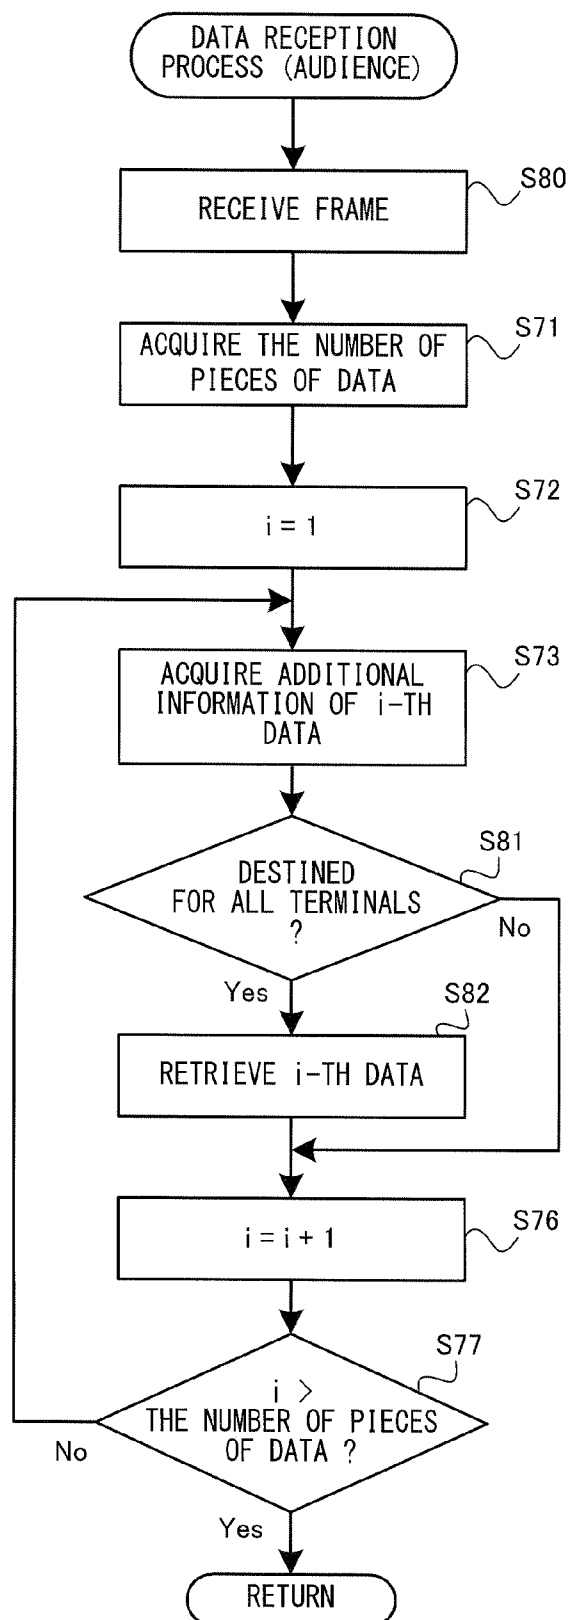 DATA RECEPTION
PROCESS (AUDIENCE)
S80
RECEIVE FRAME
S71
ACQUIRE THE NUMBER OF
PIECES OF DATA
S72
i = 1
S73
ACQUIRE ADDITIONAL
INFORMATION OF i-TH
DATA
S81
DESTINED
FOR ALL TERMINALS
?
No
Yes
S82
RETRIEVE i-TH DATA
S76
i = i + 1
S77
i >
THE NUMBER OF PIECES
OF DATA ?
No
Yes
RETURN